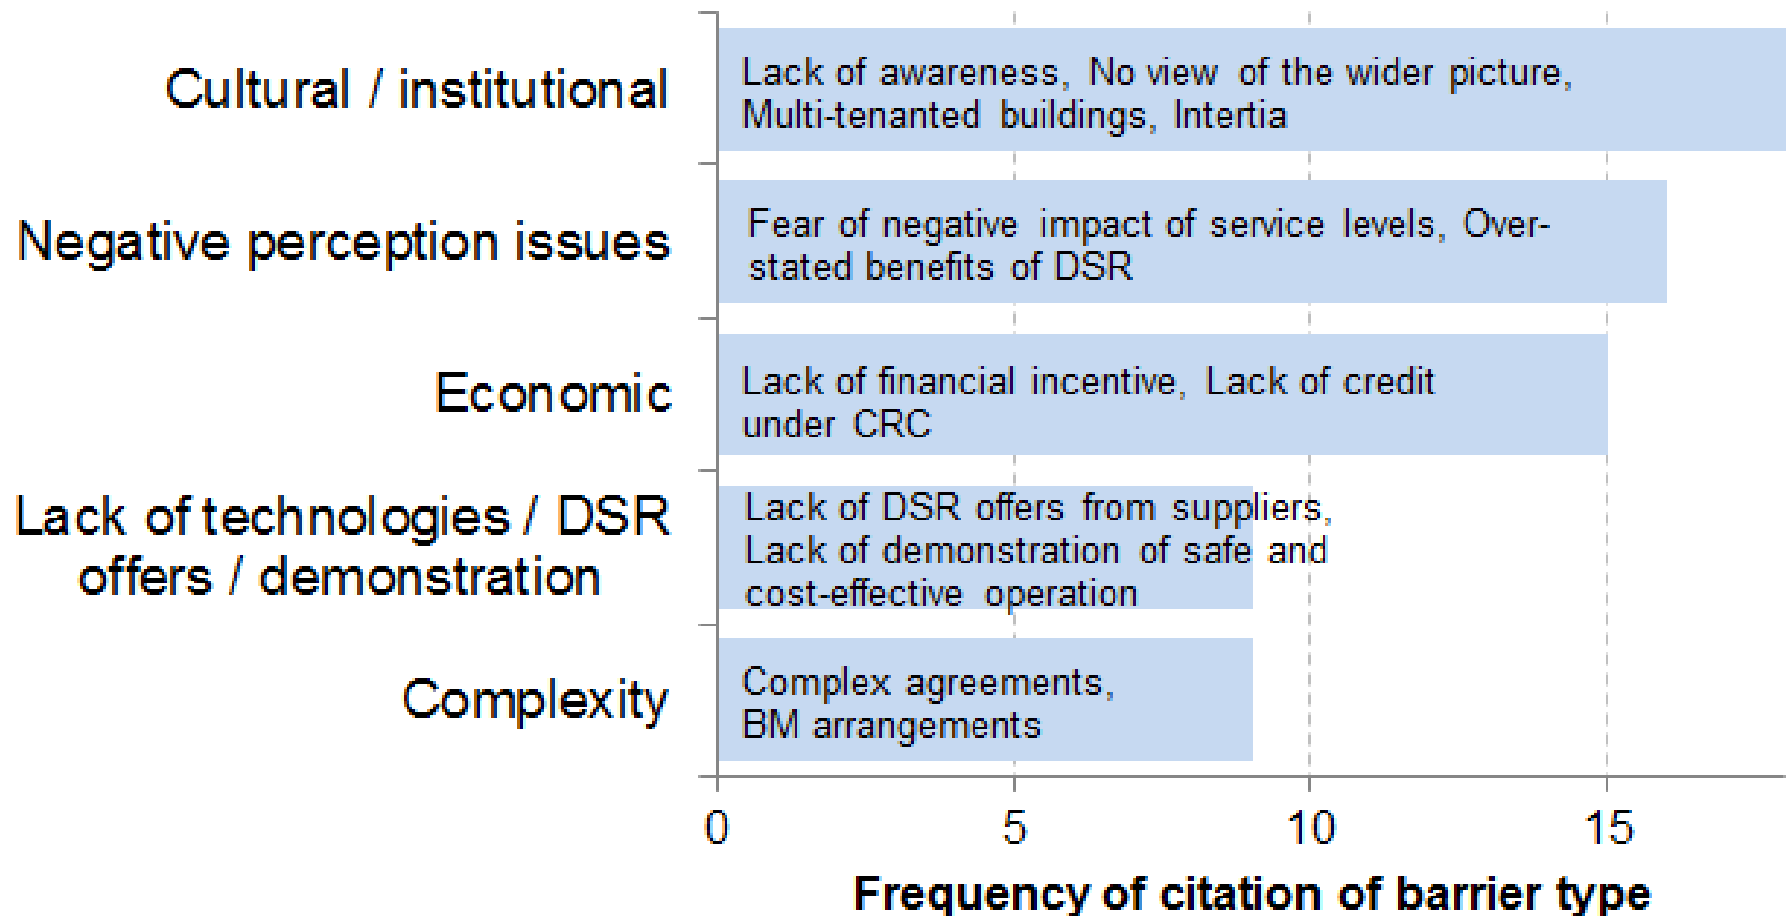 Cultural / institutional
Lack of awareness, No view of the wider picture,
Multi-tenanted buildings, Intertia
Negative perception issues
Fear of negative impact of service levels, Over-
stated benefits of DSR
Economic
Lack of financial incentive, Lack of credit
under CRC
Lack of technologies / DSR
offers / demonstration
Lack of DSR offers from suppliers,
Lack of demonstration of safe and
cost-effective operation
Complexity
Complex agreements,
BM arrangements
0 5 10 15
Frequency of citation of barrier type